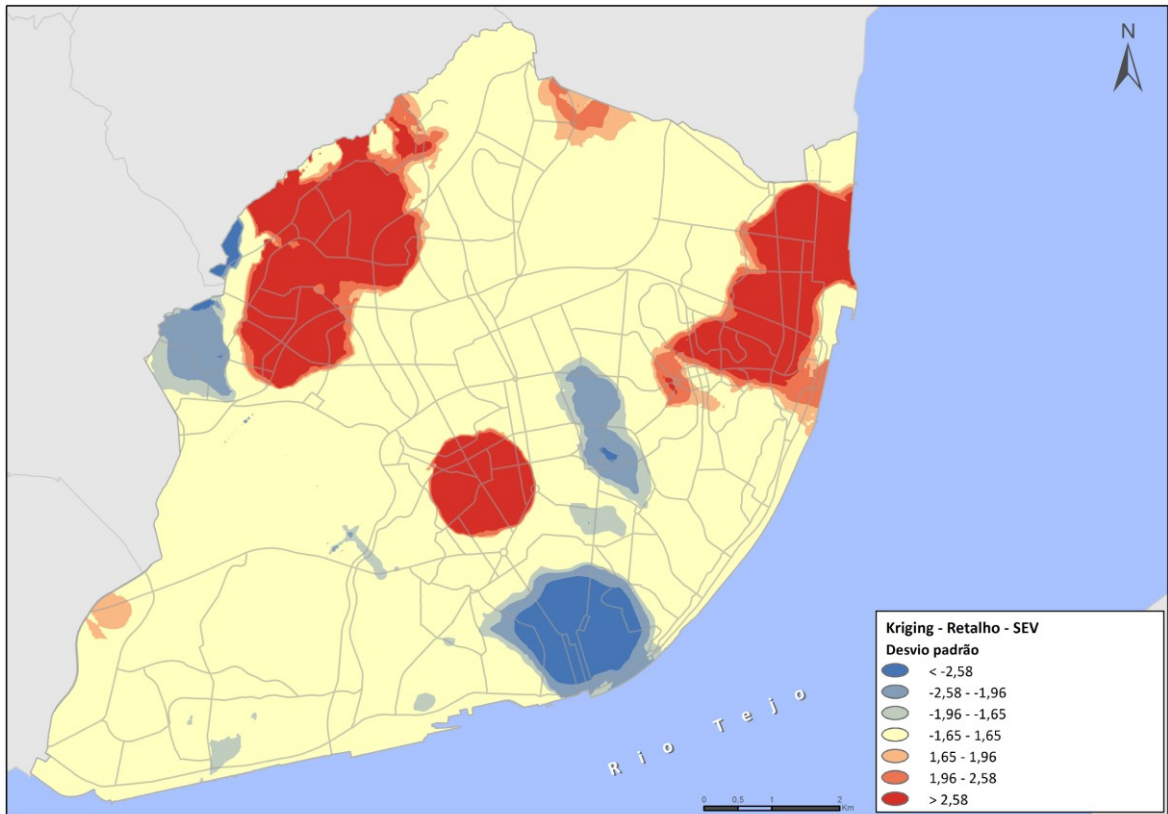 N
Rio Tejo
Kriging - Retalho - SEV
Desvio padrão
< -2,58
-2,58 - -1,96
-1,96 - -1,65
-1,65 - 1,65
1,65 - 1,96
1,96 - 2,58
> 2,58
0 0,5 1 2
Km